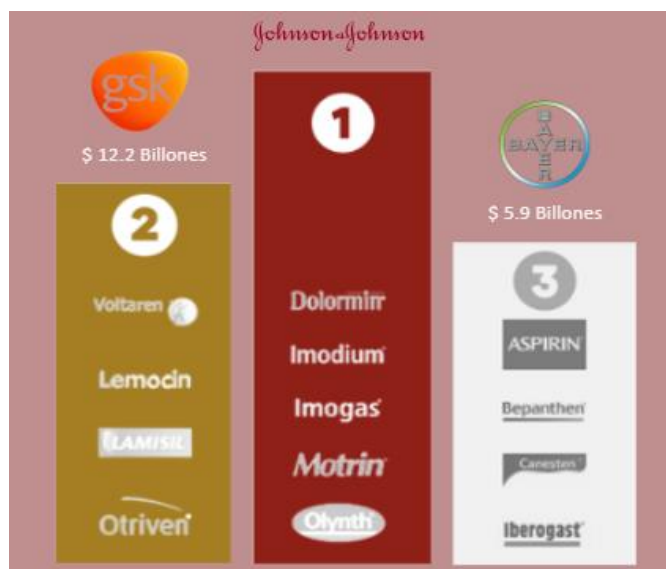 Johnson&Johnson
gsk
$ 12.2 Billones
2
Voltaren
Lemocin
LAMISIL
Otriven
1
Dolormin
Imodium
Imogas
Motrin
Olynth
BAYER
BAYER
$ 5.9 Billones
3
ASPIRIN
Bepanthen
Canesten
Iberogast